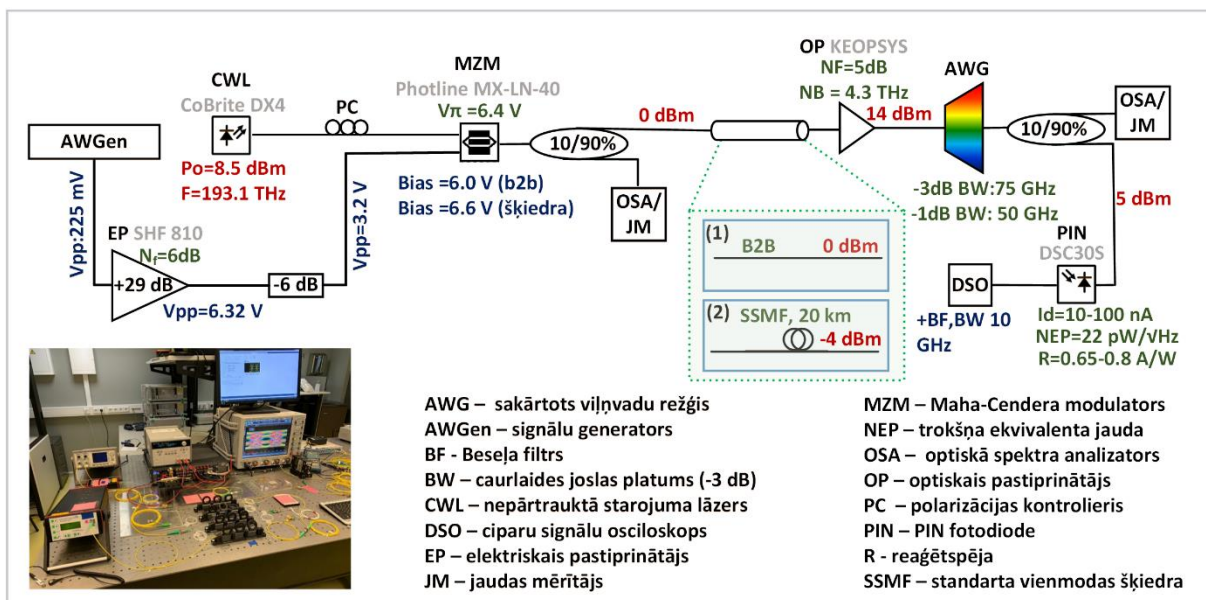 OP KEOPSYS
NF=5dB
NB = 4.3 THz
AWG
MZM
Photline MX-LN-40
Vπ =6.4 V
CWL
CoBrite DX4
PC
0 dBm
14 dBm
OSA/
JM
AWGen
10/90%
10/90%
Po=8.5 dBm
F=193.1 THz
Bias =6.0 V (b2b)
Bias =6.6 V (šķiedra)
OSA/
JM
-3dB BW:75 GHz
-1dB BW: 50 GHz
5 dBm
Vpp:225 mV
Vpp=3.2 V
EP SHF 810
Nf=6dB
+29 dB
-6 dB
Vpp=6.32 V
(1)
B2B
0 dBm
(2)
SSMF, 20 km
-4 dBm
PIN
DSC30S
DSO
+BF,BW 10
GHz
Id=10-100 nA
NEP=22 pW/√Hz
R=0.65-0.8 A/W
AWG – sakārtots viļņvadu režģis
AWGen – signālu generators
BF - Beseļa filtrs
BW – caurlaides joslas platums (-3 dB)
CWL – nepārtrauktā starojuma lāzers
DSO – ciparu signālu osciloskops
EP – elektriskais pastiprinātājs
JM – jaudas mērītājs
MZM – Maha-Cendera modulators
NEP – trokšņa ekvivalenta jauda
OSA – optiskā spektra analizators
OP – optiskais pastiprinātājs
PC – polarizācijas kontrolieris
PIN – PIN fotodiode
R - reaģētspēja
SSMF – standarta vienmodas šķiedra